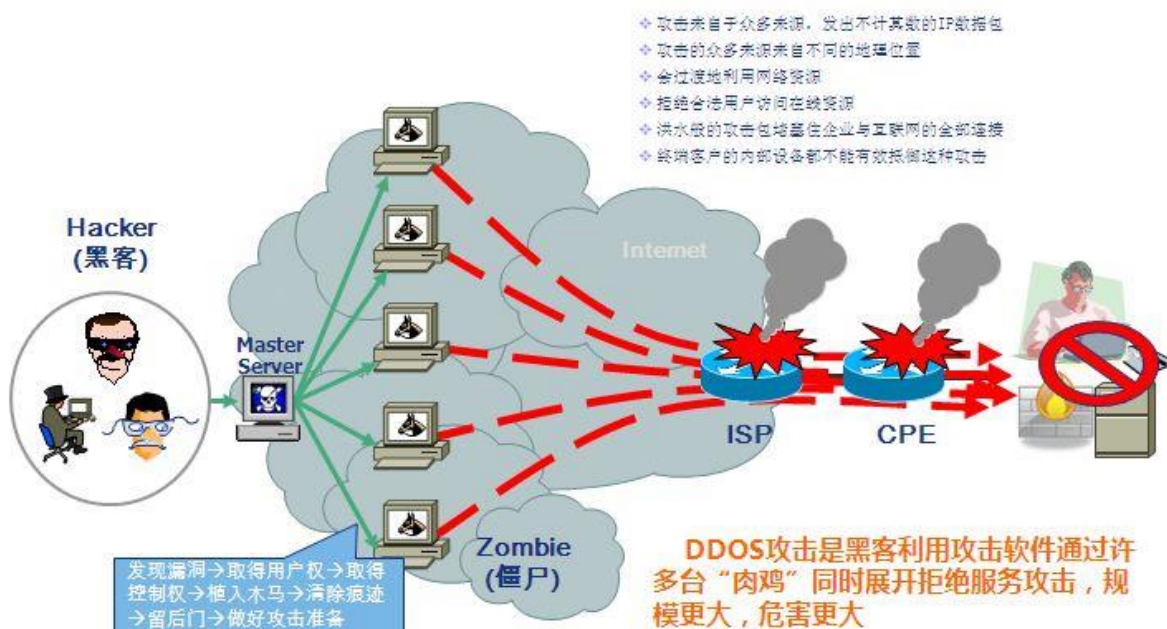 攻击来自于众多来源，发出不计算数的IP数据包
攻击的众多来源来自不同的地理位置
会过渡地利用网络资源
拒绝合法用户访问在线资源
洪水般的攻击包堵塞住企业与互联网的全部连接
终端客户的内部设备都不能有效抵御这种攻击
Hacker
(黑客)
Internet
Master
Server
ISP
CPE
Zombie
(僵尸)
发现漏洞→取得用户权→取得
控制权→植入木马→清除痕迹
→留后门→做好攻击准备
DDOS攻击是黑客利用攻击软件通过许
多台“肉鸡”同时展开拒绝服务攻击，规
模更大，危害更大